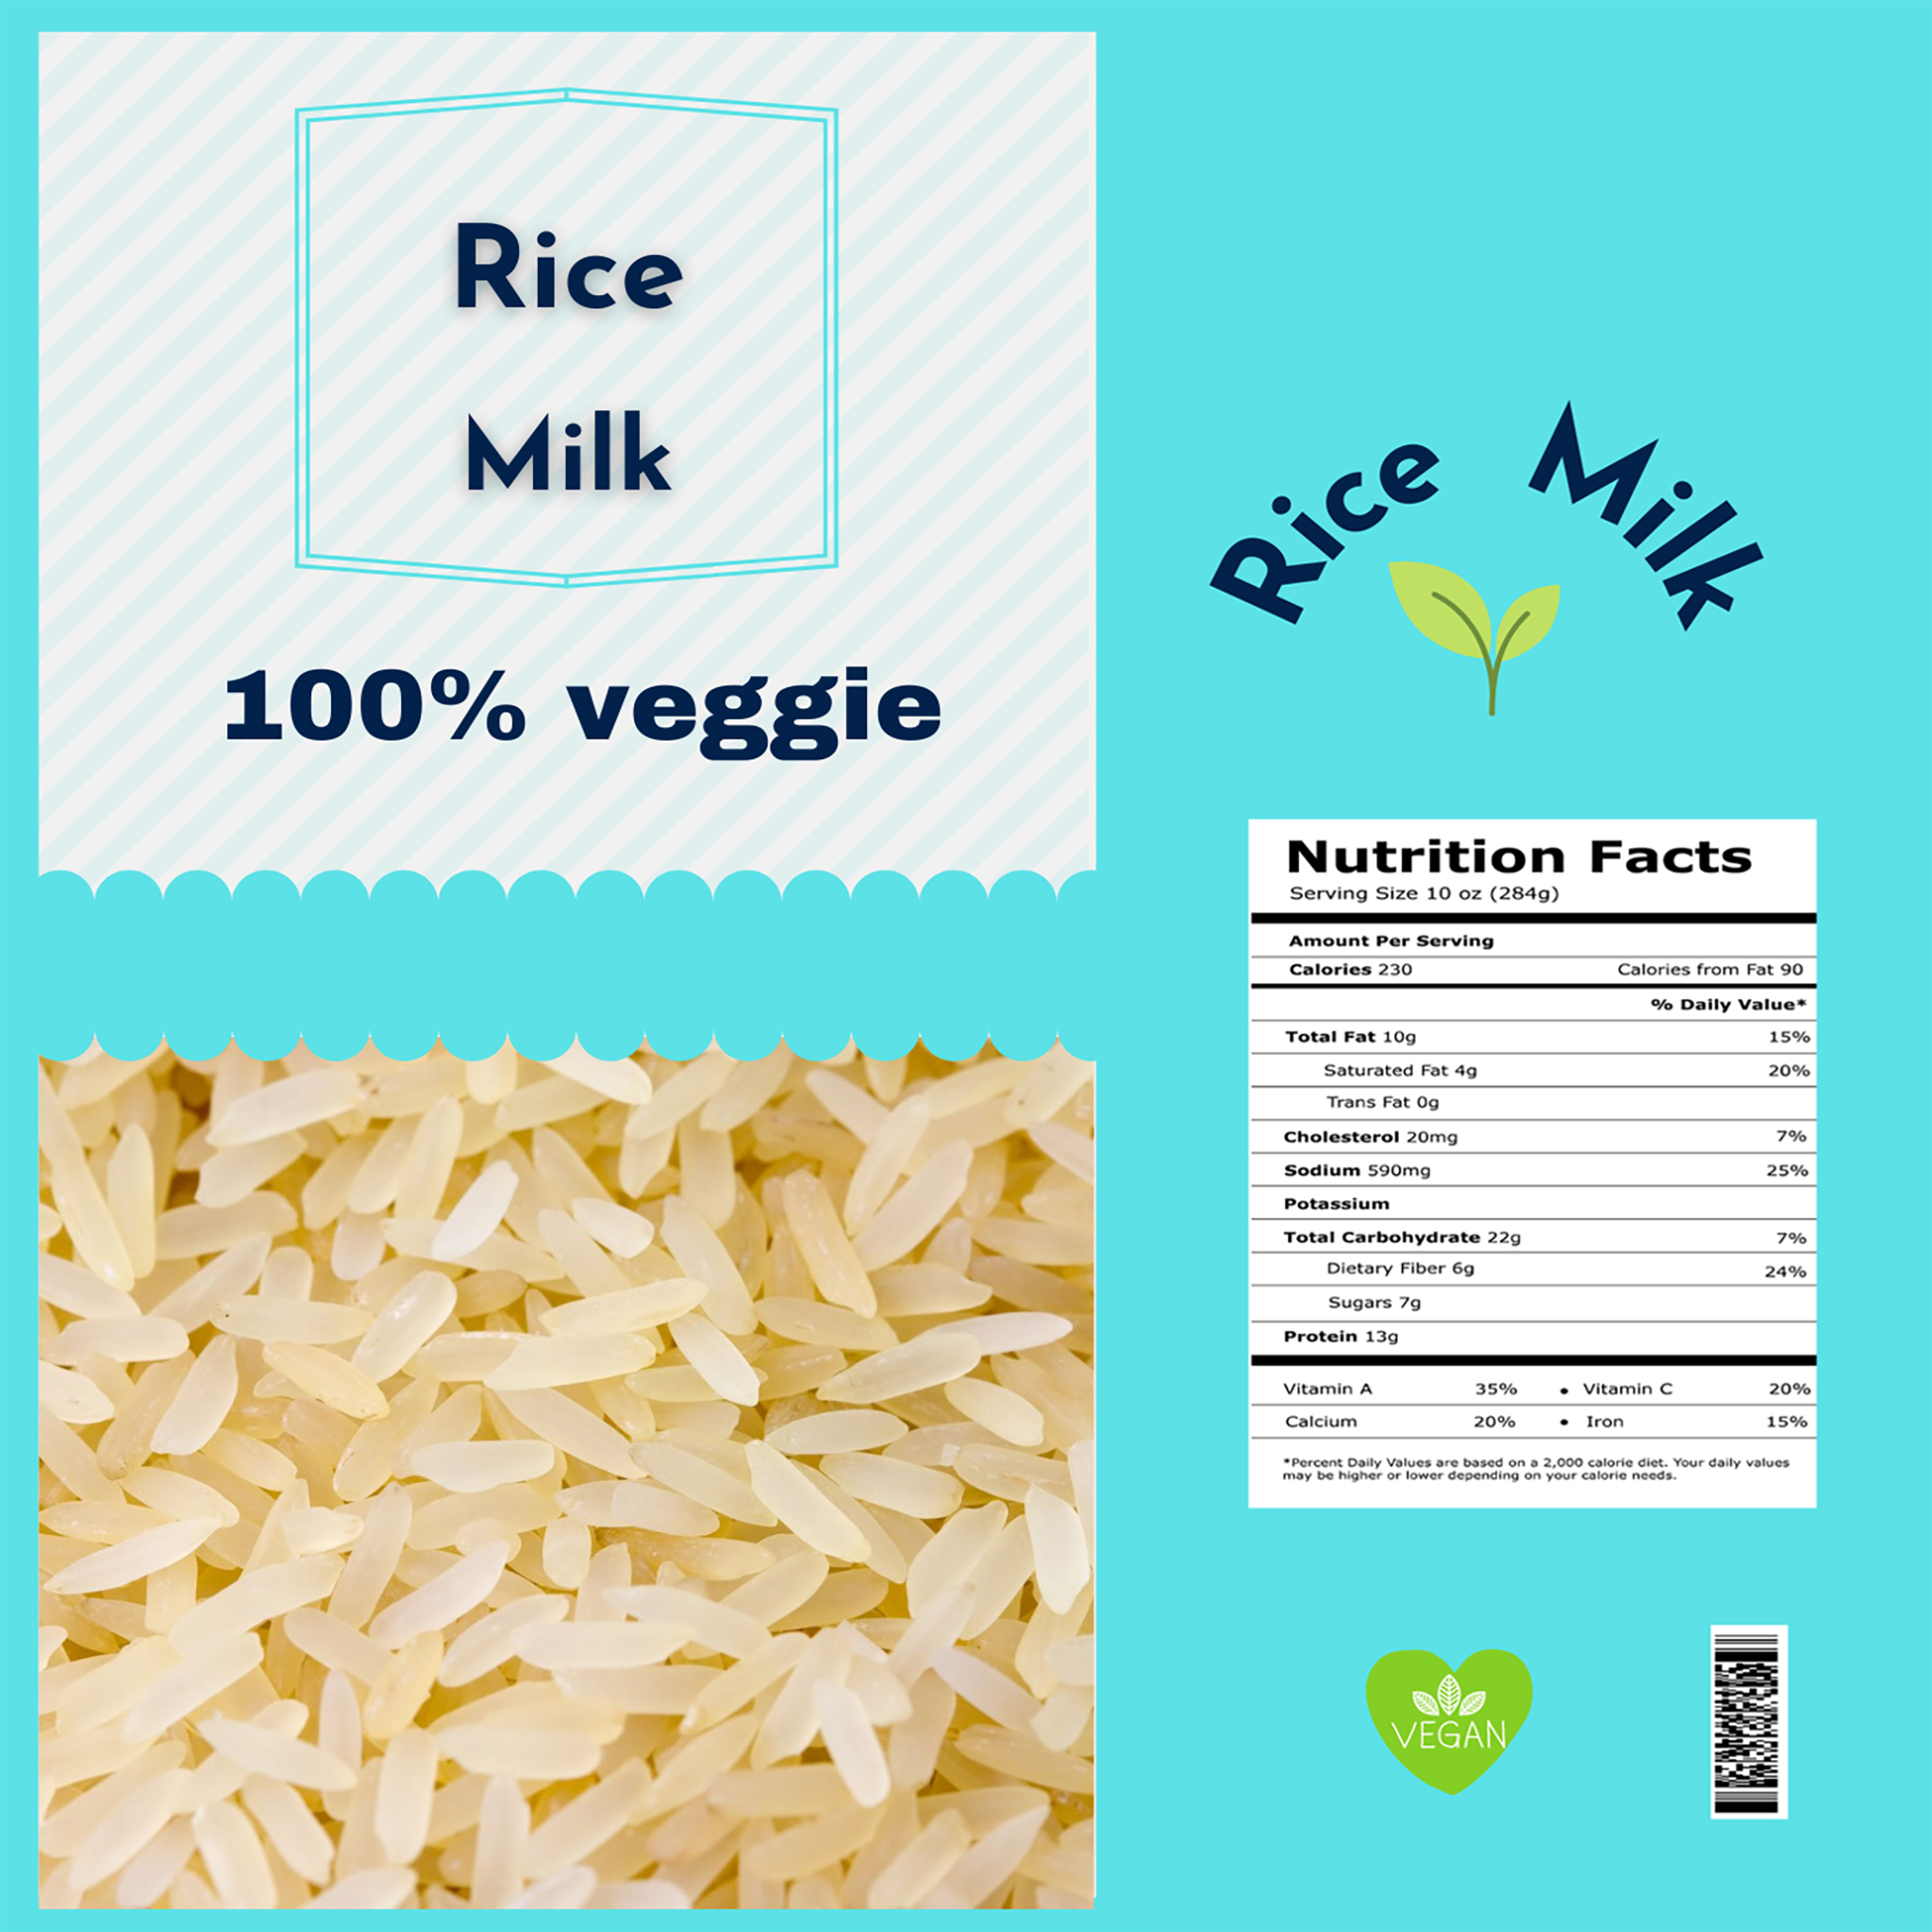 Rice
Milk
100% veggie
Rice Milk
Nutrition Facts
Serving Size 10 oz (284g)
Amount Per Serving
Calories 230 Calories from Fat 90
% Daily Value*
Total Fat 10g 15%
Saturated Fat 4g 20%
Trans Fat 0g
Cholesterol 20mg 7%
Sodium 590mg 25%
Potassium
Total Carbohydrate 22g 7%
Dietary Fiber 6g 24%
Sugars 7g
Protein 13g
Vitamin A 35% • Vitamin C 20%
Calcium 20% • Iron 15%
*Percent Daily Values are based on a 2,000 calorie diet. Your daily values
may be higher or lower depending on your calorie needs.
VEGAN